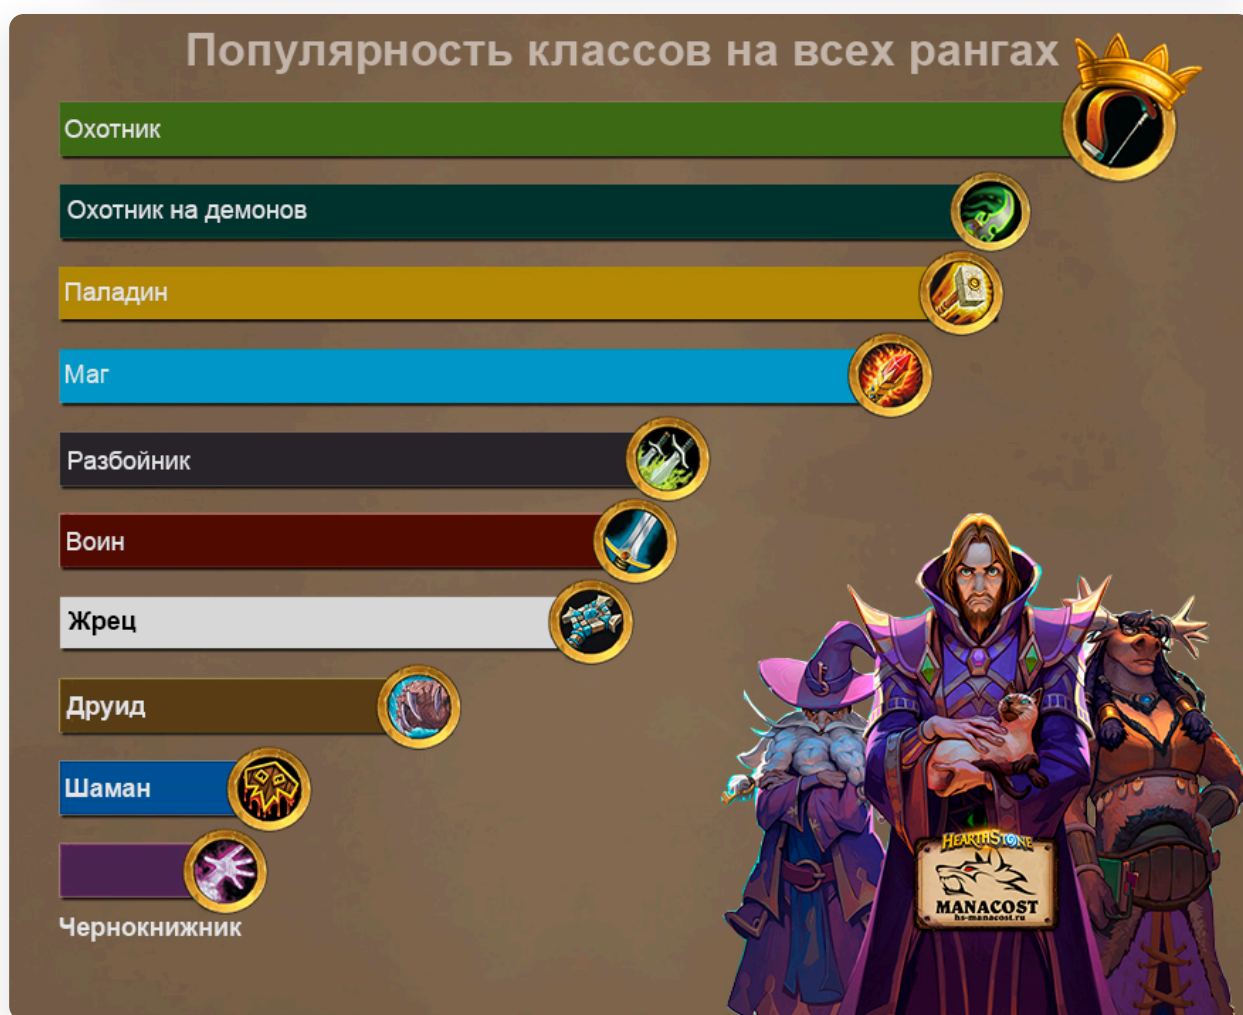 Популярность классов на всех рангах
Охотник
Охотник на демонов
Паладин
Маг
Разбойник
Воин
Жрец
Друид
Шаман
Чернокнижник
HEARTHSTONE
MANACOST
hs-manacost.ru